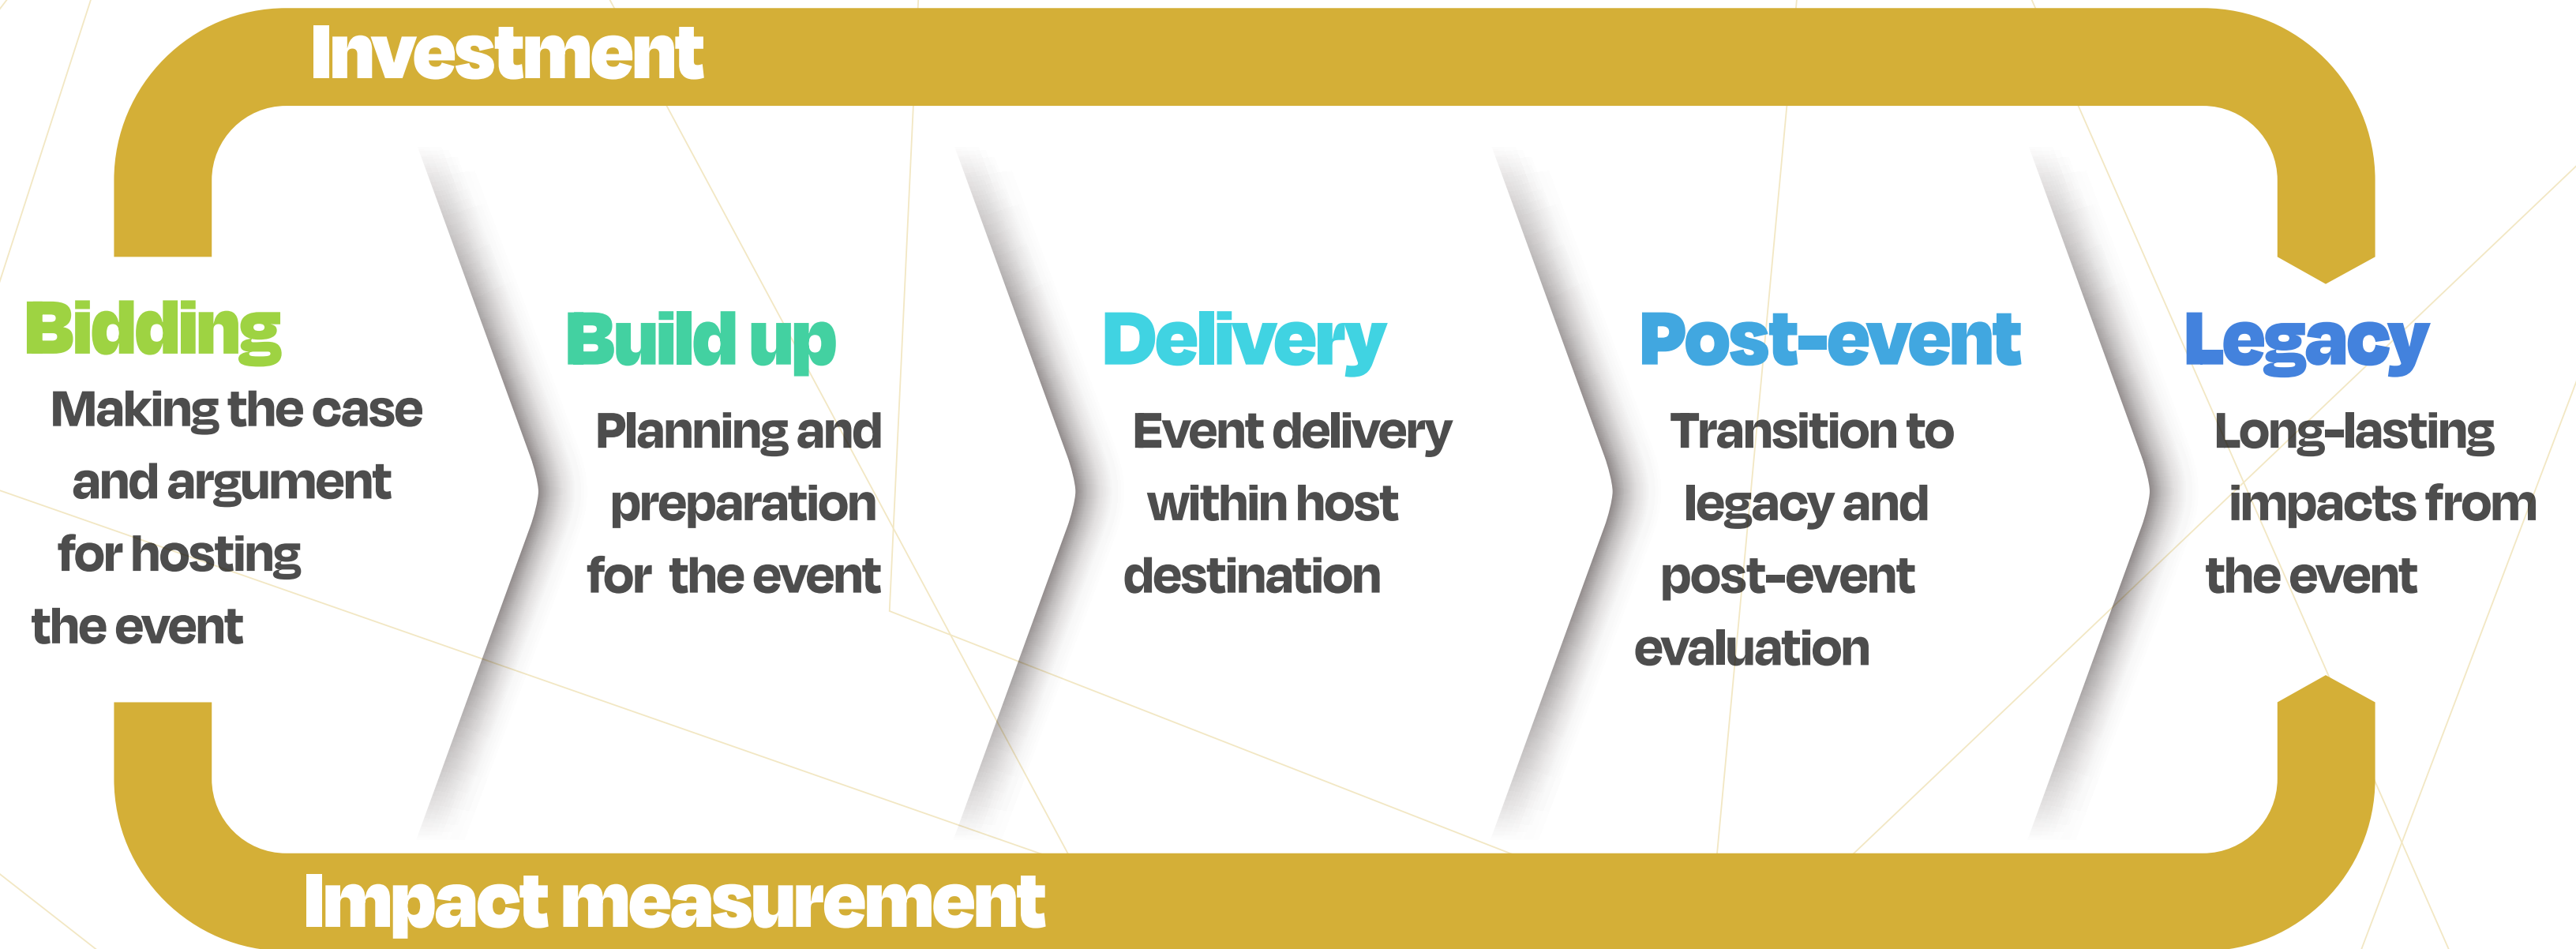 Investment
Bidding
Making the case
and argument
for hosting
the event
Build up
Planning and
preparation
for the event
Delivery
Event delivery
within host
destination
Post-event
Transition to
legacy and
post-event
evaluation
Legacy
Long-lasting
impacts from
the event
Impact measurement